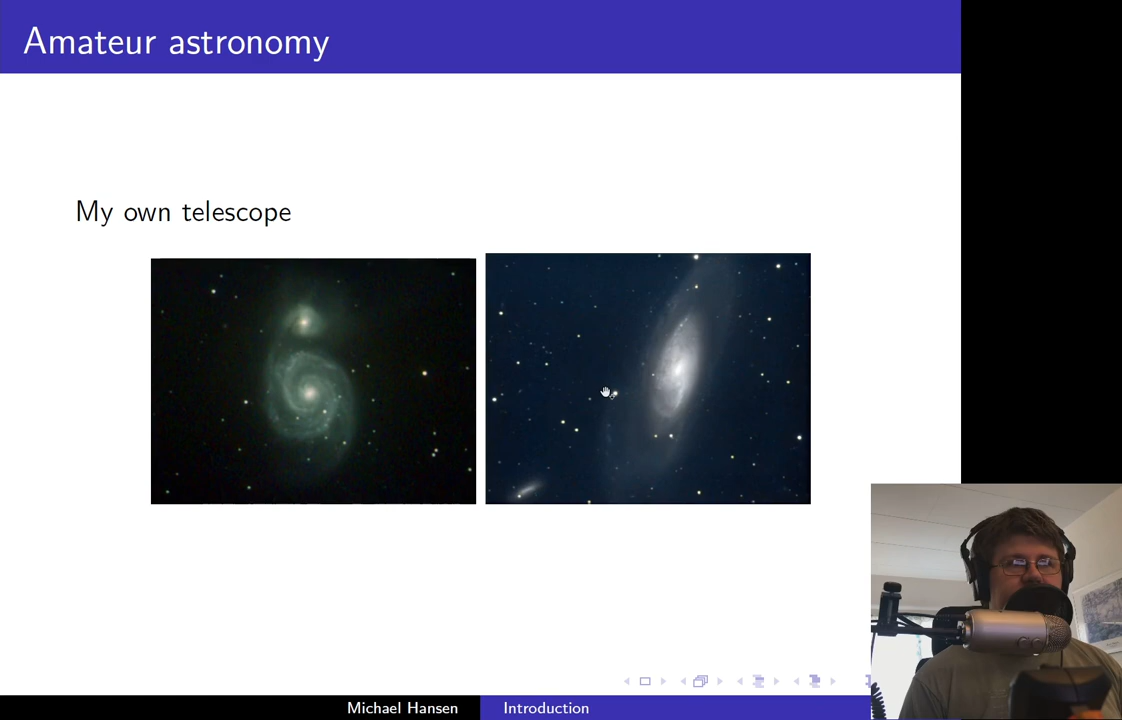 Amateur astronomy
My own telescope
Michael Hansen
Introduction